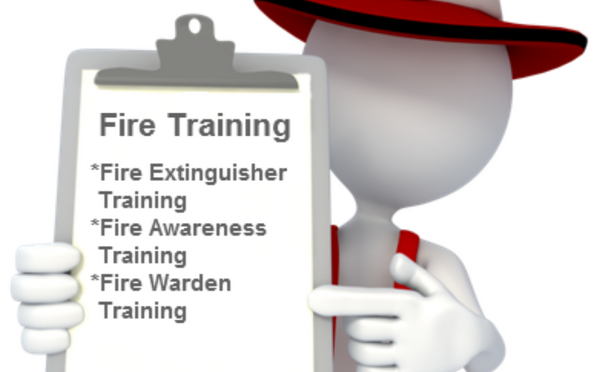 Fire Training
*Fire Extinguisher
Training
*Fire Awareness
Training
*Fire Warden
Training